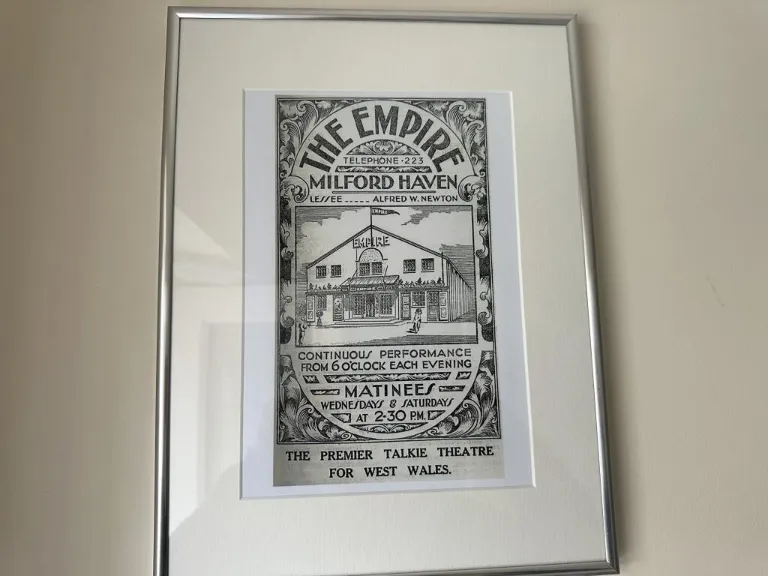 THE EMPIRE
TELEPHONE · 223
MILFORD HAVEN
LESSEE ..... ALFRED W. NEWTON
EMPIRE
EMPIRE
CONTINUOUS PERFORMANCE
FROM 6 O'CLOCK EACH EVENING
MATINEES
WEDNESDAYS & SATURDAYS
AT 2-30 P.M.
THE PREMIER TALKIE THEATRE
FOR WEST WALES.